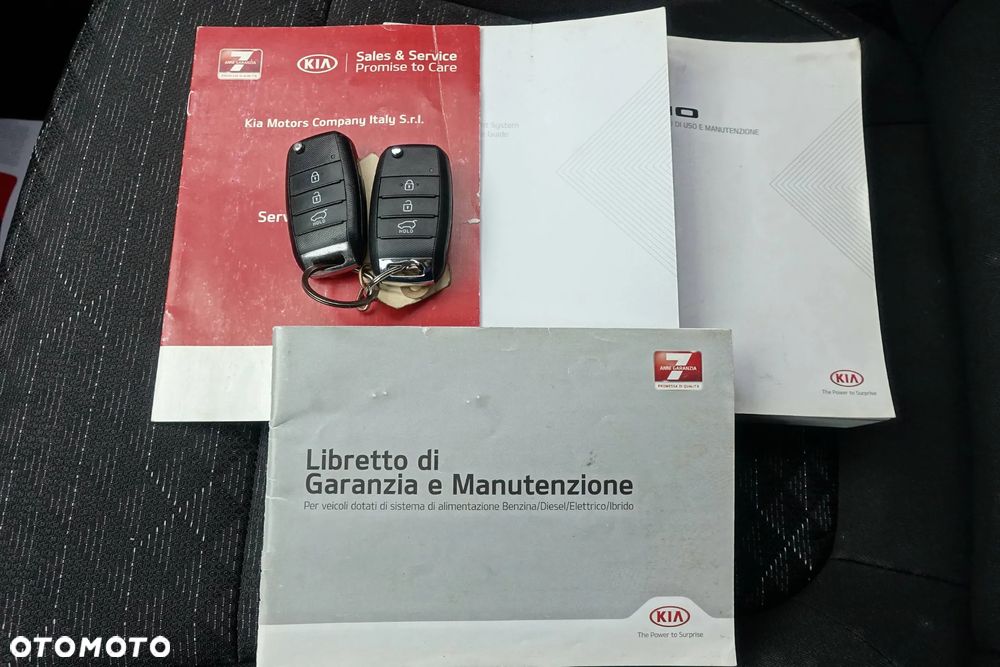 7
ANNI GARANZIA
PROMESSA DI QUALITÀ
KIA
Sales & Service
Promise to Care
Kia Motors Company Italy S.r.l.
Serv
HOLD
HOLD
System
Guide
DI USO E MANUTENZIONE
KIA
The Power to Surprise
7
ANNI GARANZIA
PROMESSA DI QUALITÀ
Libretto di
Garanzia e Manutenzione
Per veicoli dotati di sistema di alimentazione Benzina/Diesel/Elettrico/Ibrido
KIA
The Power to Surprise
OTOMOTO